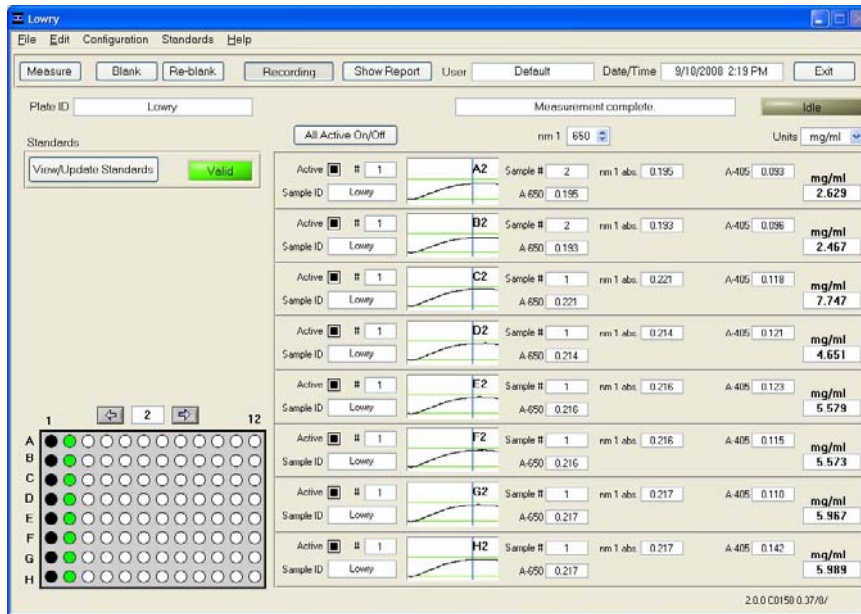 Lowry
File Edit Configuration Standards Help
Measure Blank Re-blank Recording Show Report User Default Date/Time 9/10/2008 2:19 PM Exit
Plate ID Lowry Measurement complete. Idle
Standards All Active On/Off nm 1 650 Units mg/ml
View/Update Standards Valid
Active # 1 A2 Sample # 2 nm 1 abs. 0.195 A-405 0.093 mg/ml
Sample ID Lowry A-650 0.195 2.629
Active # 1 B2 Sample # 2 nm 1 abs. 0.193 A-405 0.096 mg/ml
Sample ID Lowry A-650 0.193 2.467
Active # 1 C2 Sample # 1 nm 1 abs. 0.221 A-405 0.118 mg/ml
Sample ID Lowry A-650 0.221 7.747
Active # 1 D2 Sample # 1 nm 1 abs. 0.214 A-405 0.121 mg/ml
Sample ID Lowry A-650 0.214 4.651
Active # 1 E2 Sample # 1 nm 1 abs. 0.216 A-405 0.123 mg/ml
Sample ID Lowry A-650 0.216 5.579
Active # 1 F2 Sample # 1 nm 1 abs. 0.216 A-405 0.115 mg/ml
Sample ID Lowry A-650 0.216 5.573
Active # 1 G2 Sample # 1 nm 1 abs. 0.217 A-405 0.110 mg/ml
Sample ID Lowry A-650 0.217 5.967
Active # 1 H2 Sample # 1 nm 1 abs. 0.217 A-405 0.142 mg/ml
Sample ID Lowry A-650 0.217 5.989
1 2 12
A
B
C
D
E
F
G
H
2.0.0 C0158 0.37/0/